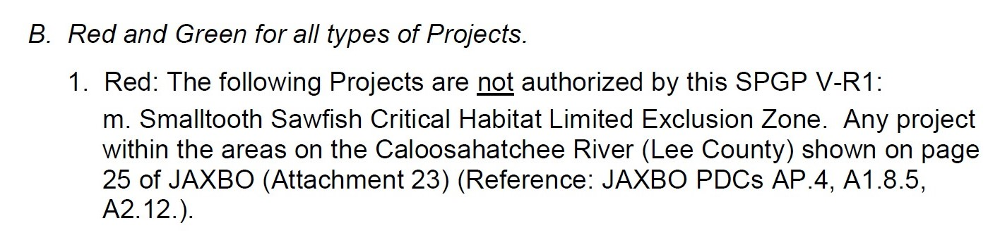 B. Red and Green for all types of Projects.
1. Red: The following Projects are not authorized by this SPGP V-R1:
m. Smalltooth Sawfish Critical Habitat Limited Exclusion Zone. Any project
within the areas on the Caloosahatchee River (Lee County) shown on page
25 of JAXBO (Attachment 23) (Reference: JAXBO PDCs AP.4, A1.8.5,
A2.12.).